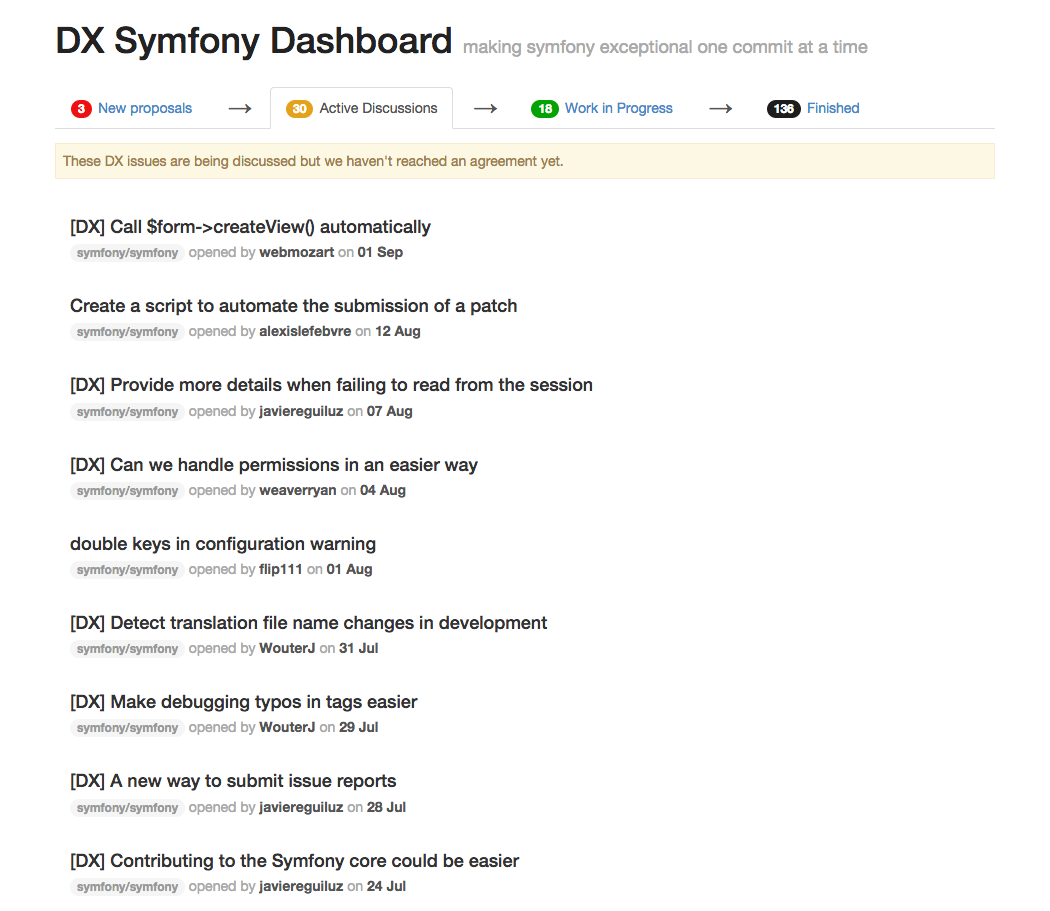 DX Symfony Dashboard making symfony exceptional one commit at a time
3 New proposals → 30 Active Discussions → 18 Work in Progress → 136 Finished
These DX issues are being discussed but we haven't reached an agreement yet.
[DX] Call $form->createView() automatically
symfony/symfony opened by webmozart on 01 Sep
Create a script to automate the submission of a patch
symfony/symfony opened by alexislefebvre on 12 Aug
[DX] Provide more details when failing to read from the session
symfony/symfony opened by javiereguiluz on 07 Aug
[DX] Can we handle permissions in an easier way
symfony/symfony opened by weaverryan on 04 Aug
double keys in configuration warning
symfony/symfony opened by flip111 on 01 Aug
[DX] Detect translation file name changes in development
symfony/symfony opened by WouterJ on 31 Jul
[DX] Make debugging typos in tags easier
symfony/symfony opened by WouterJ on 29 Jul
[DX] A new way to submit issue reports
symfony/symfony opened by javiereguiluz on 28 Jul
[DX] Contributing to the Symfony core could be easier
symfony/symfony opened by javiereguiluz on 24 Jul